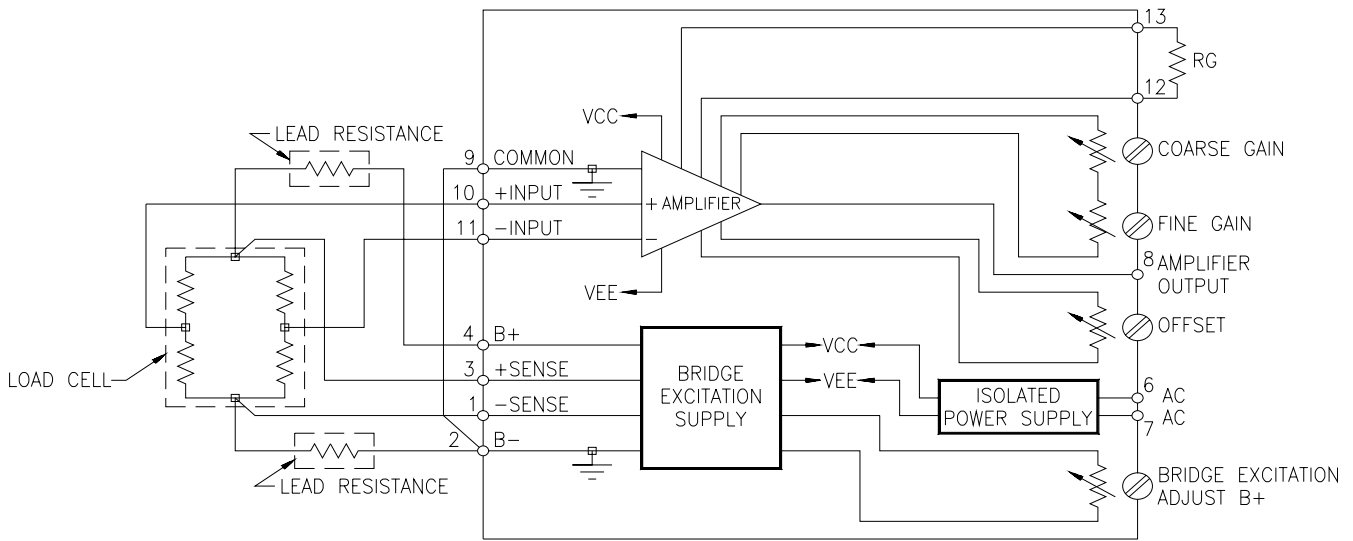 13
RG
12
LEAD RESISTANCE
VCC
9 COMMON
COARSE GAIN
10 +INPUT
+ AMPLIFIER
11 -INPUT
-
FINE GAIN
8 AMPLIFIER
OUTPUT
VEE
OFFSET
4 B+
VCC
LOAD CELL
3 +SENSE
BRIDGE
EXCITATION
SUPPLY
VEE
ISOLATED
POWER SUPPLY
6 AC
7 AC
1 -SENSE
2 B-
LEAD RESISTANCE
BRIDGE EXCITATION
ADJUST B+